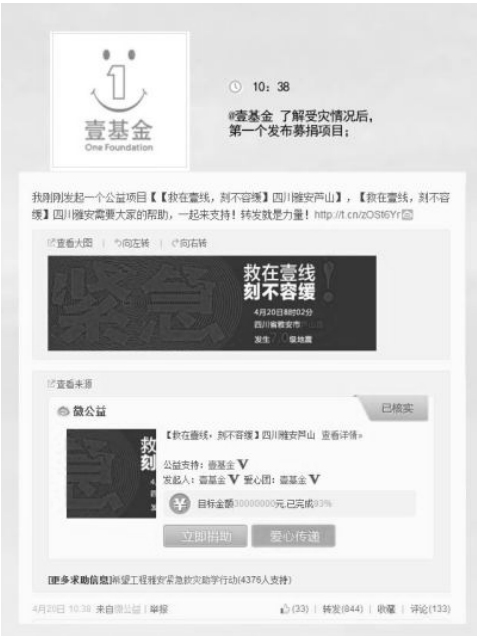 壹基金
One Foundation
10：38
@壹基金 了解受灾情况后，
第一个发布募捐项目；
我刚刚发起一个公益项目【【救在壹线，刻不容缓】四川雅安芦山】，【救在壹线，刻不容
缓】四川雅安需要大家的帮助，一起来支持！转发就是力量！http://t.cn/zOSt6Yr
查看大图 | 向左转 | 向右转
救在壹线
刻不容缓
4月20日8时02分
四川省雅安市
发生7.0级地震
查看来源
微公益
已核实
【救在壹线，刻不容缓】四川雅安芦山 查看详情»
公益支持：壹基金 V
发起人：壹基金 V 爱心团：壹基金 V
目标金额30000000元,已完成93%
立即捐助 爱心传递
[更多求助信息]希望工程雅安紧急救灾助学行动(4376人支持)
4月20日 10:38 来自微公益 | 举报
(33) | 转发(844) | 收藏 | 评论(133)